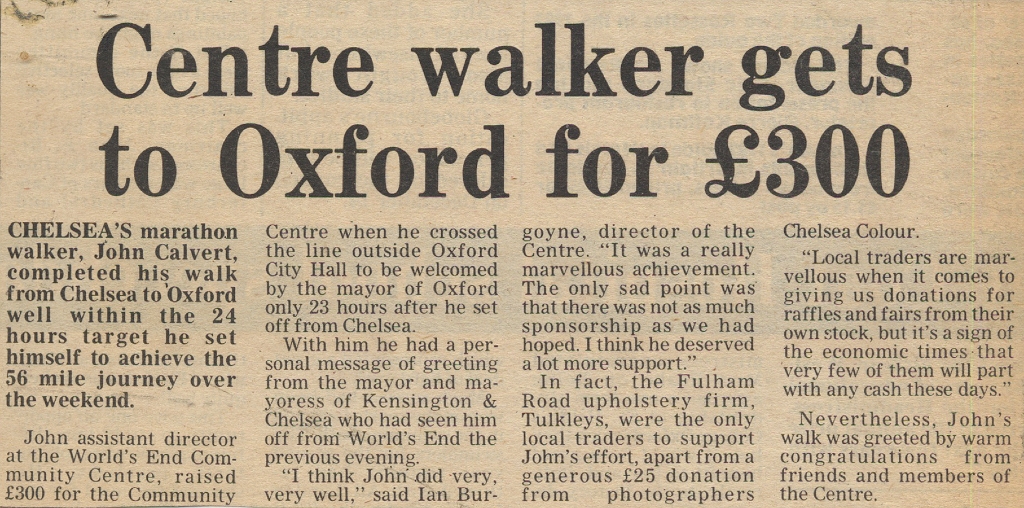 Centre walker gets
to Oxford for £300
CHELSEA'S marathon
walker, John Calvert,
completed his walk
from Chelsea to Oxford
well within the 24
hours target he set
himself to achieve the
56 mile journey over
the weekend.
John assistant director
at the World's End Com-
munity Centre, raised
£300 for the Community
Centre when he crossed
the line outside Oxford
City Hall to be welcomed
by the mayor of Oxford
only 23 hours after he set
off from Chelsea.
With him he had a per-
sonal message of greeting
from the mayor and ma-
yoress of Kensington &
Chelsea who had seen him
off from World's End the
previous evening.
"I think John did very,
very well," said Ian Bur-
goyne, director of the
Centre. "It was a really
marvellous achievement.
The only sad point was
that there was not as much
sponsorship as we had
hoped. I think he deserved
a lot more support."
In fact, the Fulham
Road upholstery firm,
Tulkleys, were the only
local traders to support
John's effort, apart from a
generous £25 donation
from photographers
Chelsea Colour.
"Local traders are mar-
vellous when it comes to
giving us donations for
raffles and fairs from their
own stock, but it's a sign of
the economic times that
very few of them will part
with any cash these days."
Nevertheless, John's
walk was greeted by warm
congratulations from
friends and members of
the Centre.